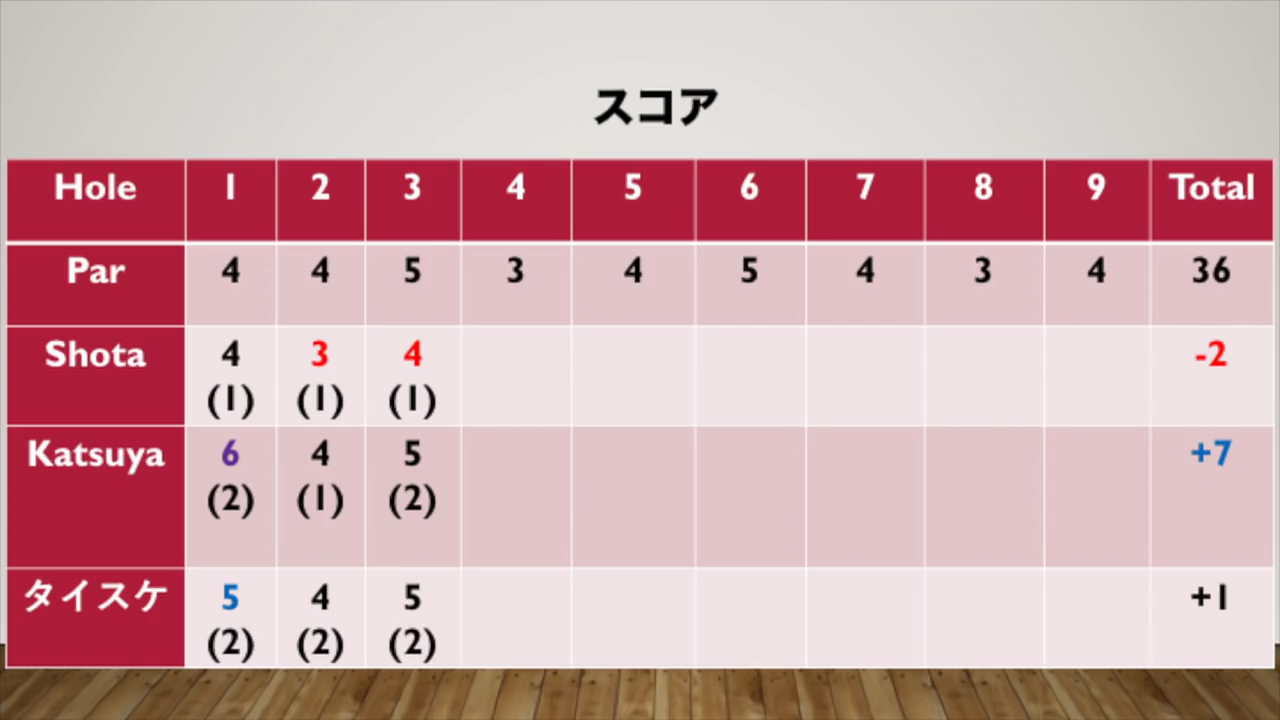 スコア
Hole 1 2 3 4 5 6 7 8 9 Total
Par 4 4 5 3 4 5 4 3 4 36
Shota 4 3 4 -2
(1) (1) (1)
Katsuya 6 4 5 +7
(2) (1) (2)
タイスケ 5 4 5 +1
(2) (2) (2)